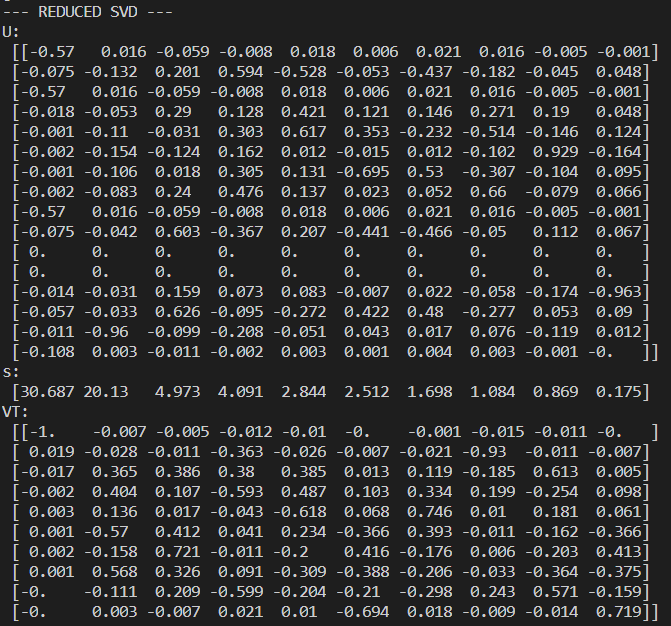 --- REDUCED SVD ---
U:
[[-0.57   0.016 -0.059 -0.008  0.018  0.006  0.021  0.016 -0.005 -0.001]
[-0.075 -0.132  0.201  0.594 -0.528 -0.053 -0.437 -0.182 -0.045  0.048]
[-0.57   0.016 -0.059 -0.008  0.018  0.006  0.021  0.016 -0.005 -0.001]
[-0.018 -0.053  0.29   0.128  0.421  0.121  0.146  0.271  0.19   0.048]
[-0.001 -0.11  -0.031  0.303  0.617  0.353 -0.232 -0.514 -0.146  0.124]
[-0.002 -0.154 -0.124  0.162  0.012 -0.015  0.012 -0.102  0.929 -0.164]
[-0.001 -0.106  0.018  0.305  0.131 -0.695  0.53  -0.307 -0.104  0.095]
[-0.002 -0.083  0.24   0.476  0.137  0.023  0.052  0.66  -0.079  0.066]
[-0.57   0.016 -0.059 -0.008  0.018  0.006  0.021  0.016 -0.005 -0.001]
[-0.075 -0.042  0.603 -0.367  0.207 -0.441 -0.466 -0.05   0.112  0.067]
[ 0.     0.     0.     0.     0.     0.     0.     0.     0.     0.   ]
[ 0.     0.     0.     0.     0.     0.     0.     0.     0.     0.   ]
[-0.014 -0.031  0.159  0.073  0.083 -0.007  0.022 -0.058 -0.174 -0.963]
[-0.057 -0.033  0.626 -0.095 -0.272  0.422  0.48  -0.277  0.053  0.09 ]
[-0.011 -0.96  -0.099 -0.208 -0.051  0.043  0.017  0.076 -0.119  0.012]
[-0.108  0.003 -0.011 -0.002  0.003  0.001  0.004  0.003 -0.001 -0.   ]]
s:
[30.687 20.13   4.973  4.091  2.844  2.512  1.698  1.084  0.869  0.175]
VT:
[[-1.    -0.007 -0.005 -0.012 -0.01  -0.    -0.001 -0.015 -0.011 -0.   ]
[ 0.019 -0.028 -0.011 -0.363 -0.026 -0.007 -0.021 -0.93  -0.011 -0.007]
[-0.017  0.365  0.386  0.38   0.385  0.013  0.119 -0.185  0.613  0.005]
[-0.002  0.404  0.107 -0.593  0.487  0.103  0.334  0.199 -0.254  0.098]
[ 0.003  0.136  0.017 -0.043 -0.618  0.068  0.746  0.01   0.181  0.061]
[ 0.001 -0.57   0.412  0.041  0.234 -0.366  0.393 -0.011 -0.162 -0.366]
[ 0.002 -0.158  0.721 -0.011 -0.2    0.416 -0.176  0.006 -0.203  0.413]
[ 0.001  0.568  0.326  0.091 -0.309 -0.388 -0.206 -0.033 -0.364 -0.375]
[-0.    -0.111  0.209 -0.599 -0.204 -0.21  -0.298  0.243  0.571 -0.159]
[-0.     0.003 -0.007  0.021  0.01  -0.694  0.018 -0.009 -0.014  0.719]]